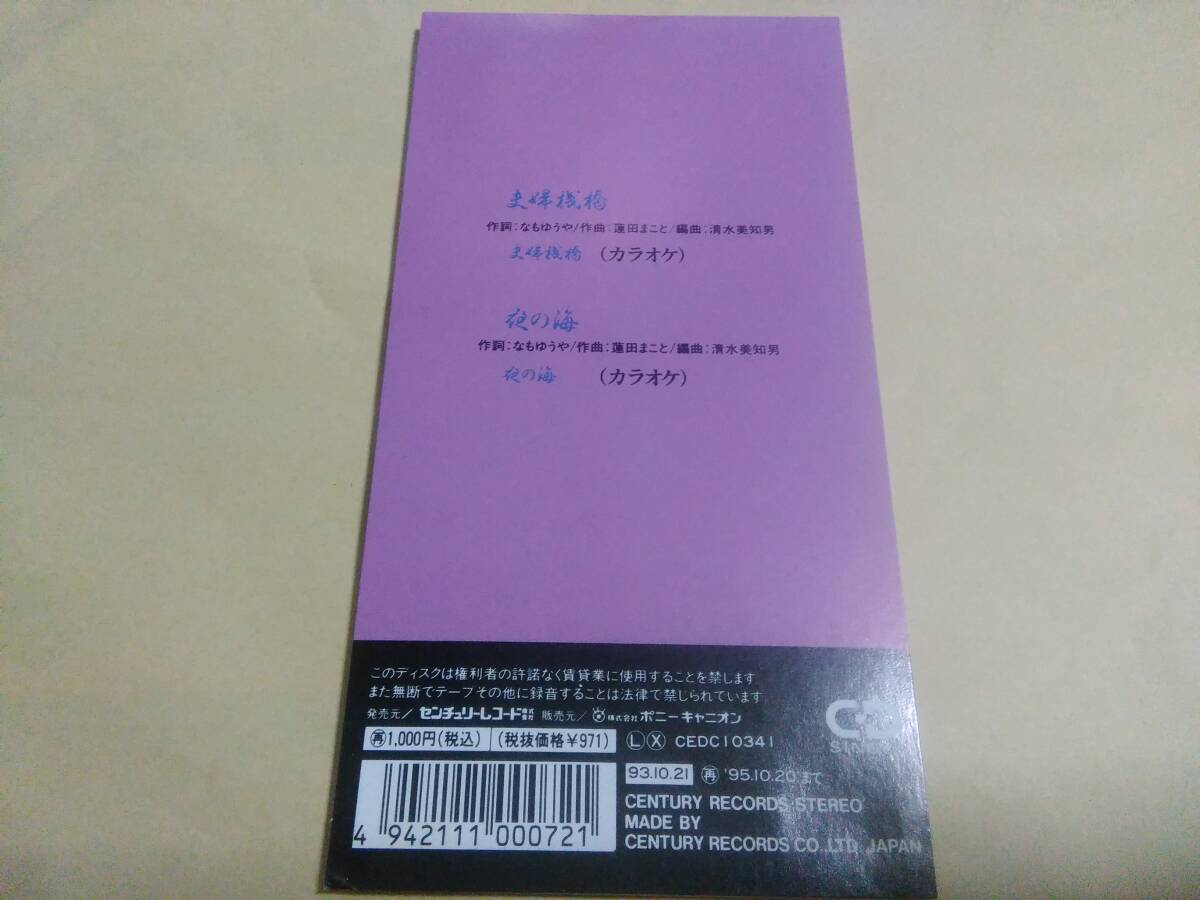 夫婦桟橋
作詞：なもゆうや/作曲：蓮田まこと/編曲：清水美知男
夫婦桟橋 （カラオケ）
夜の海
作詞：なもゆうや/作曲：蓮田まこと/編曲：清水美知男
夜の海 （カラオケ）
このディスクは権利者の許諾なく賃貸業に使用することを禁じます
また無断でテープその他に録音することは法律で禁じられています
発売元/ センチュリーレコード株式会社 販売元/ 株式会社 ポニーキャニオン
再1,000円(税込) (税抜価格¥971) L X CEDC10341
93.10.21 再 '95.10.20まで
CENTURY RECORDS STEREO
MADE BY
CENTURY RECORDS CO.,LTD. JAPAN
4 942111 000721
CD
SINGLE